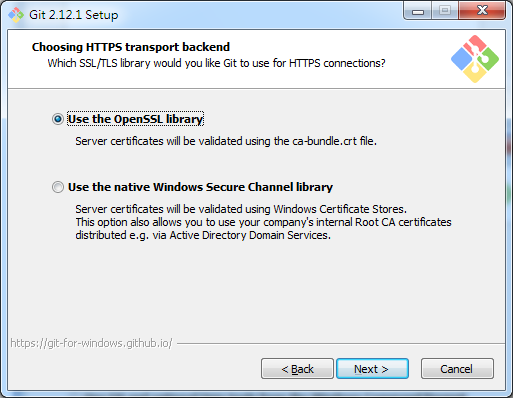 Git 2.12.1 Setup
Choosing HTTPS transport backend
Which SSL/TLS library would you like Git to use for HTTPS connections?
Use the OpenSSL library
Server certificates will be validated using the ca-bundle.crt file.
Use the native Windows Secure Channel library
Server certificates will be validated using Windows Certificate Stores.
This option also allows you to use your company's internal Root CA certificates
distributed e.g. via Active Directory Domain Services.
https://git-for-windows.github.io/
< Back
Next >
Cancel